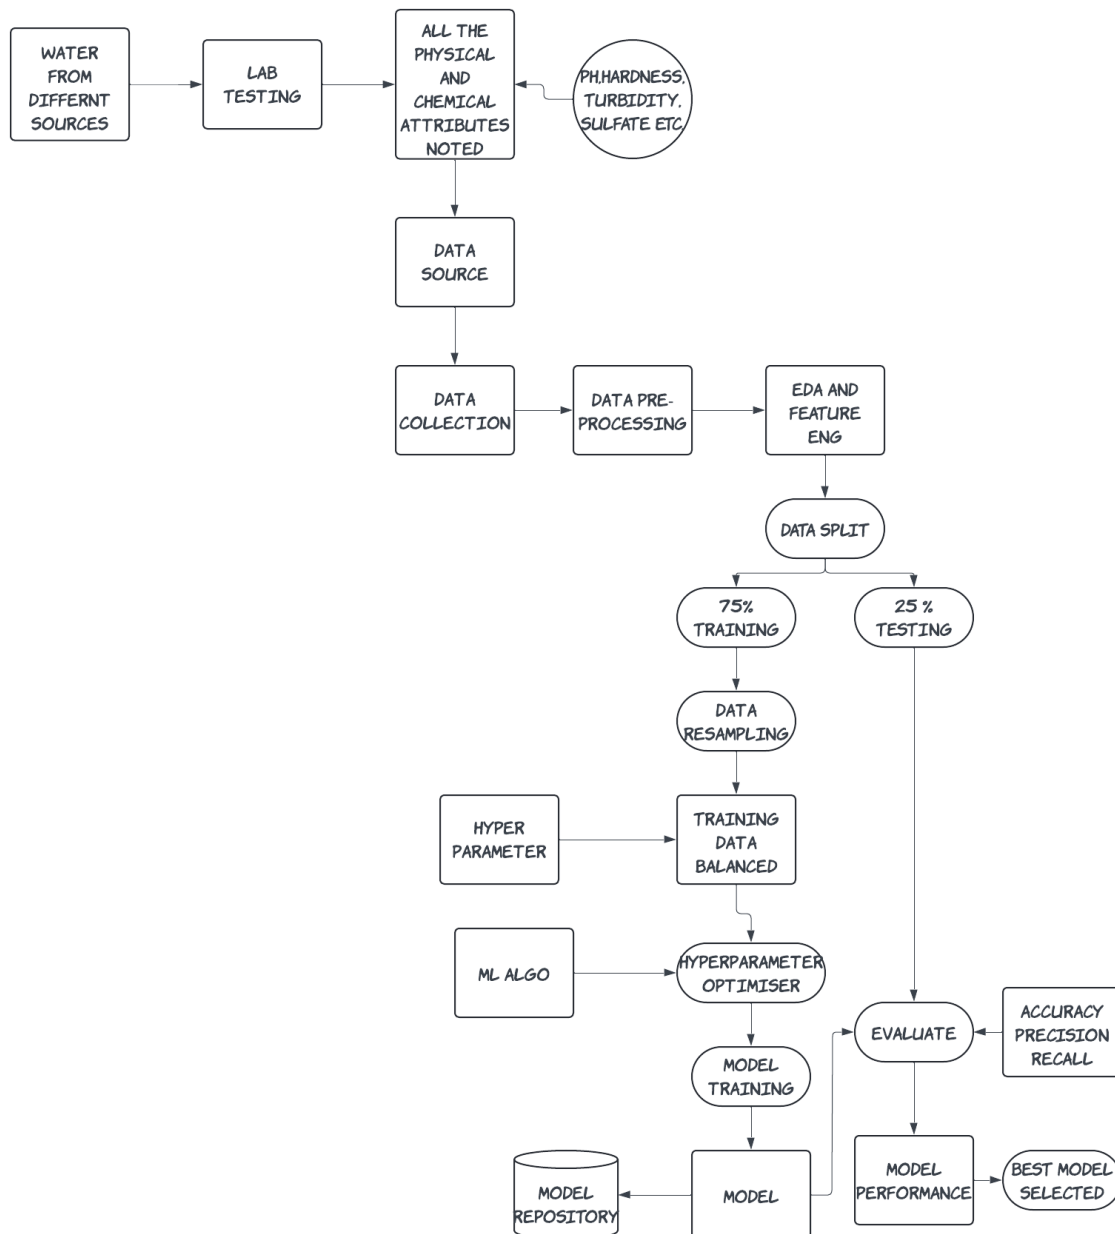 WATER
FROM
DIFFERNT
SOURCES
LAB
TESTING
ALL THE
PHYSICAL
AND
CHEMICAL
ATTRIBUTES
NOTED
PH,HARDNESS,
TURBIDITY,
SULFATE ETC
DATA
SOURCE
DATA
COLLECTION
DATA PRE-
PROCESSING
EDA AND
FEATURE
ENG
DATA SPLIT
75%
TRAINING
25 %
TESTING
DATA
RESAMPLING
HYPER
PARAMETER
TRAINING
DATA
BALANCED
ML ALGO
HYPERPARAMETER
OPTIMISER
EVALUATE
ACCURACY
PRECISION
RECALL
MODEL
TRAINING
MODEL
REPOSITORY
MODEL
MODEL
PERFORMANCE
BEST MODEL
SELECTED